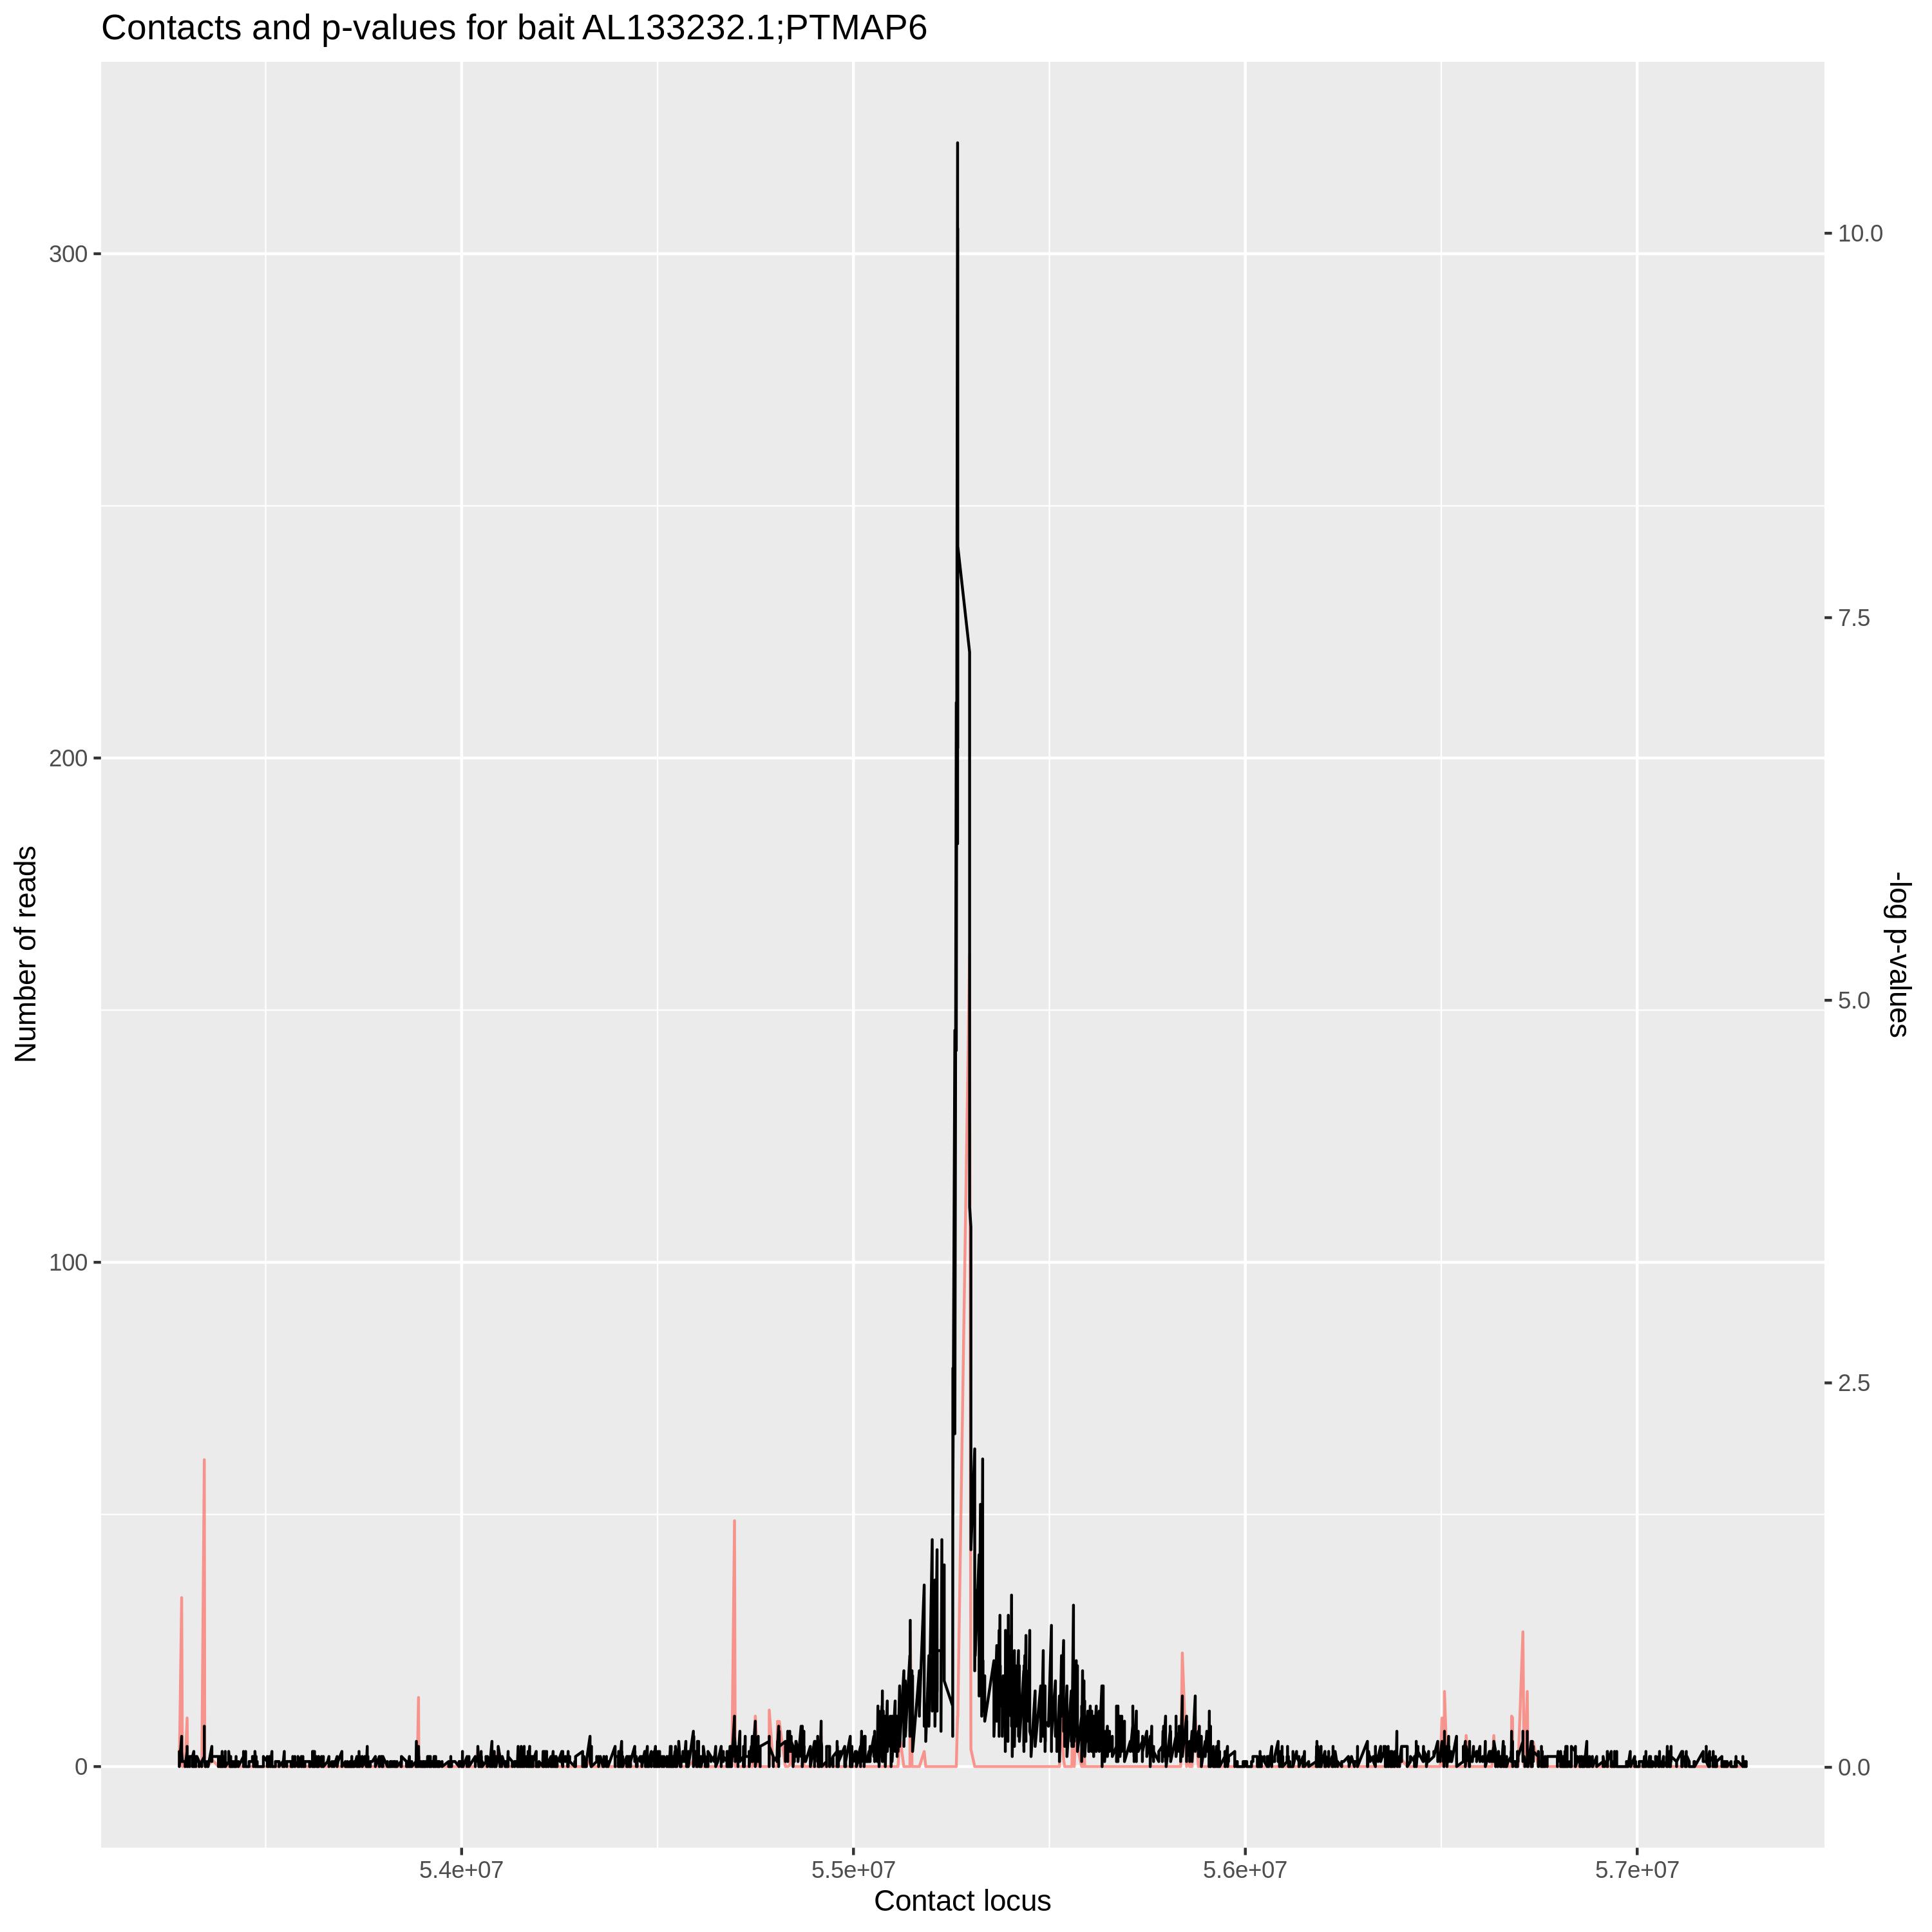 Contacts and p-values for bait AL133232.1;PTMAP6
300
200
100
0
Number of reads
10.0
7.5
5.0
2.5
0.0
-log p-values
5.4e+07
5.5e+07
5.6e+07
5.7e+07
Contact locus